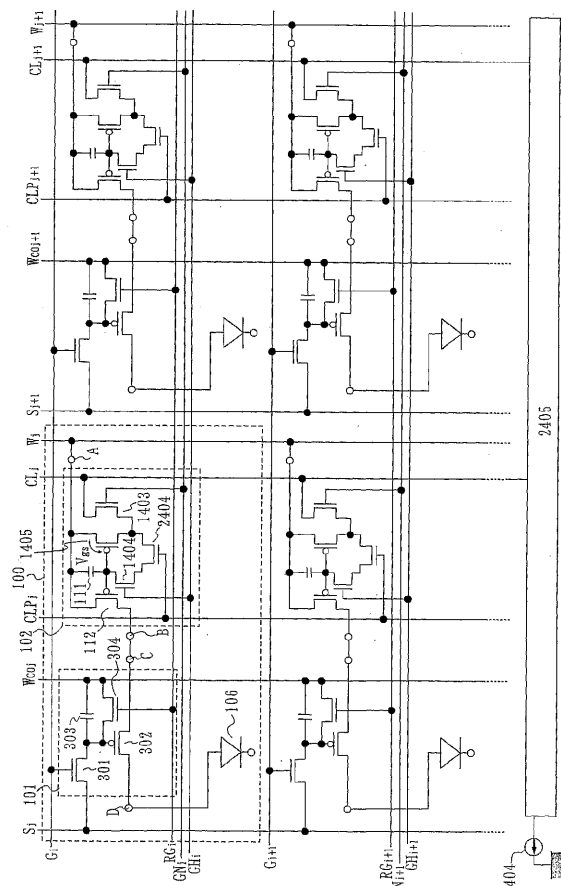 Wj+1
CLj+1
CLPj+1
Wcoj+1
Sj+1
Wj
A
CLj
1405
1403
2404
Vgs
1404
100
111
CLPj
112
102
B
C
304
Wcoj
303
106
101
301
302
D
Sj
Gi
RGi
GNi
GHi
Gi+1
RGi+1
Ni+1
GHi+1
2405
404